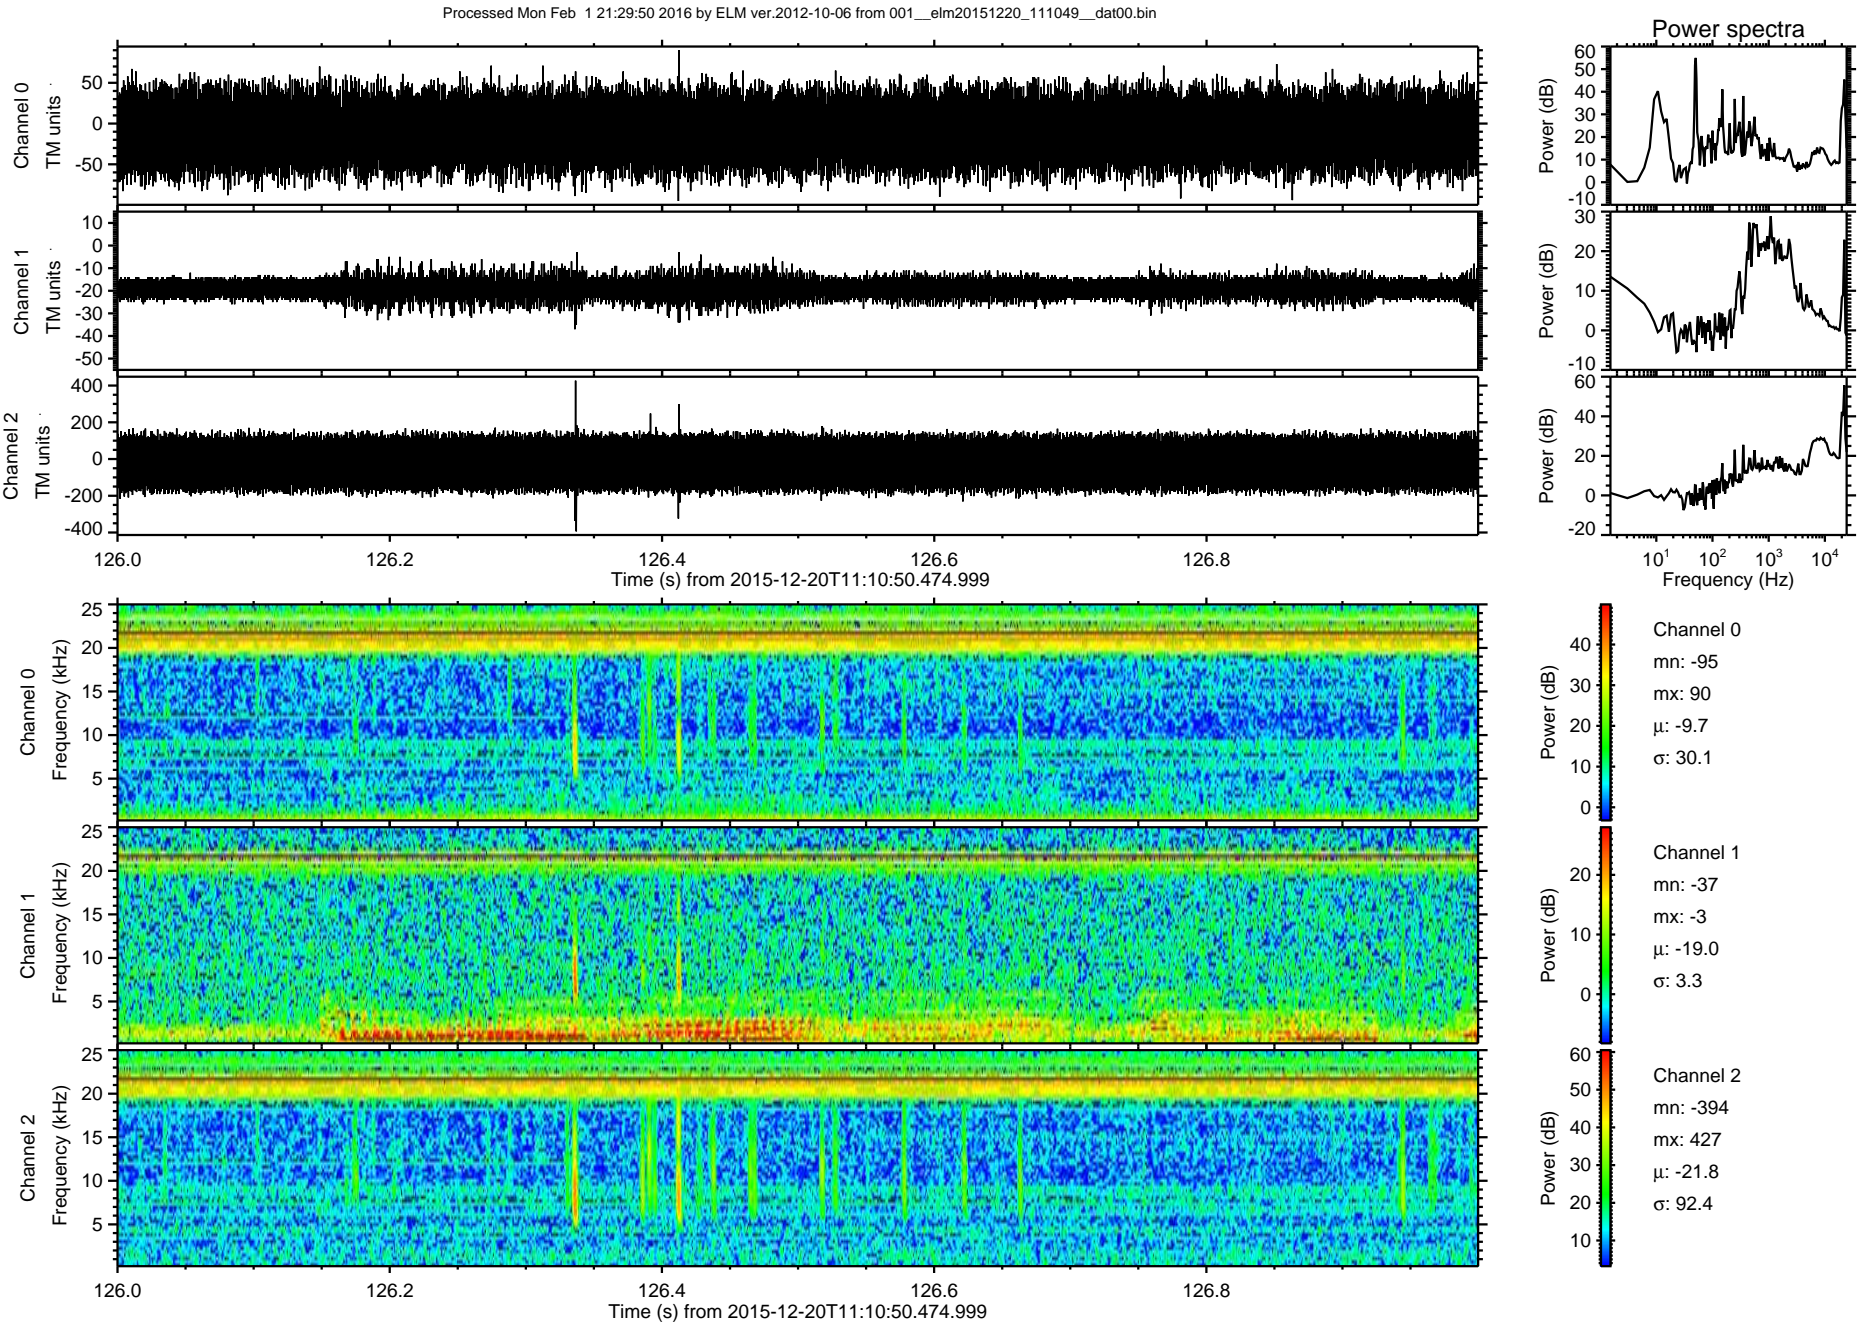 Processed Mon Feb  1 21:29:50 2016 by ELM ver.2012-10-06 from 001__elm20151220_111049__dat00.bin
Power spectra
Channel 0
TM units
50
0
-50
Power (dB)
60
50
40
30
20
10
0
-10
Channel 1
TM units
10
0
-10
-20
-30
-40
-50
Power (dB)
30
20
10
0
-10
Channel 2
TM units
400
200
0
-200
-400
Power (dB)
60
40
20
0
-20
126.0 126.2 126.4 126.6 126.8
Time (s) from 2015-12-20T11:10:50.474.999
10^1 10^2 10^3 10^4
Frequency (Hz)
Channel 0
Frequency (kHz)
25
20
15
10
5
Power (dB)
40
30
20
10
0
Channel 0
mn: -95
mx: 90
μ: -9.7
σ: 30.1
Channel 1
Frequency (kHz)
25
20
15
10
5
Power (dB)
20
10
0
Channel 1
mn: -37
mx: -3
μ: -19.0
σ: 3.3
Channel 2
Frequency (kHz)
25
20
15
10
5
Power (dB)
60
50
40
30
20
10
Channel 2
mn: -394
mx: 427
μ: -21.8
σ: 92.4
126.0 126.2 126.4 126.6 126.8
Time (s) from 2015-12-20T11:10:50.474.999